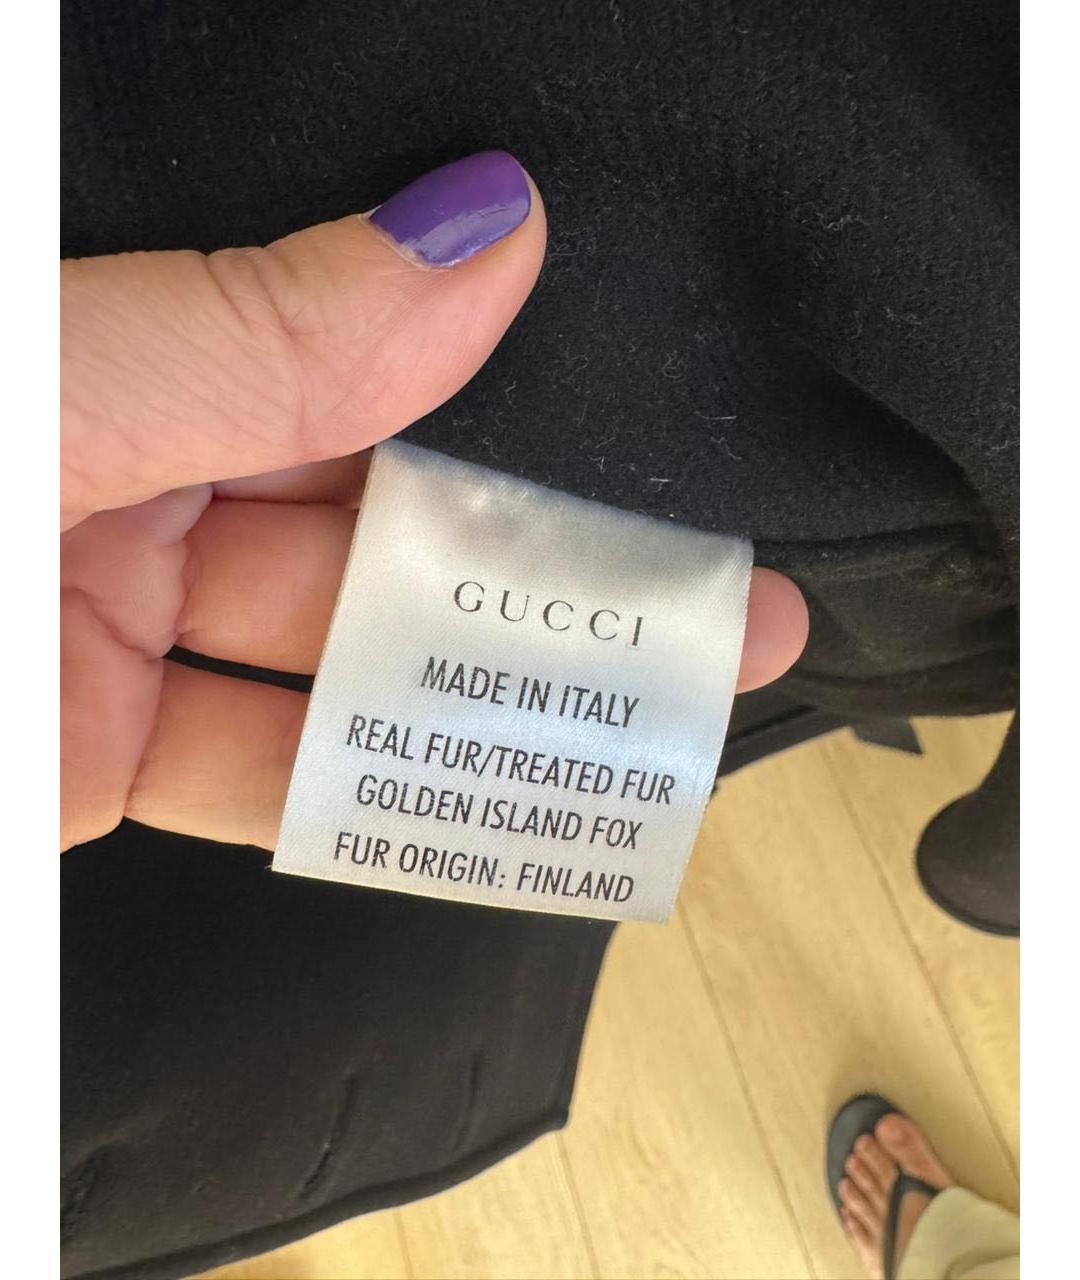 GUCCI
MADE IN ITALY
REAL FUR/TREATED FUR
GOLDEN ISLAND FOX
FUR ORIGIN: FINLAND